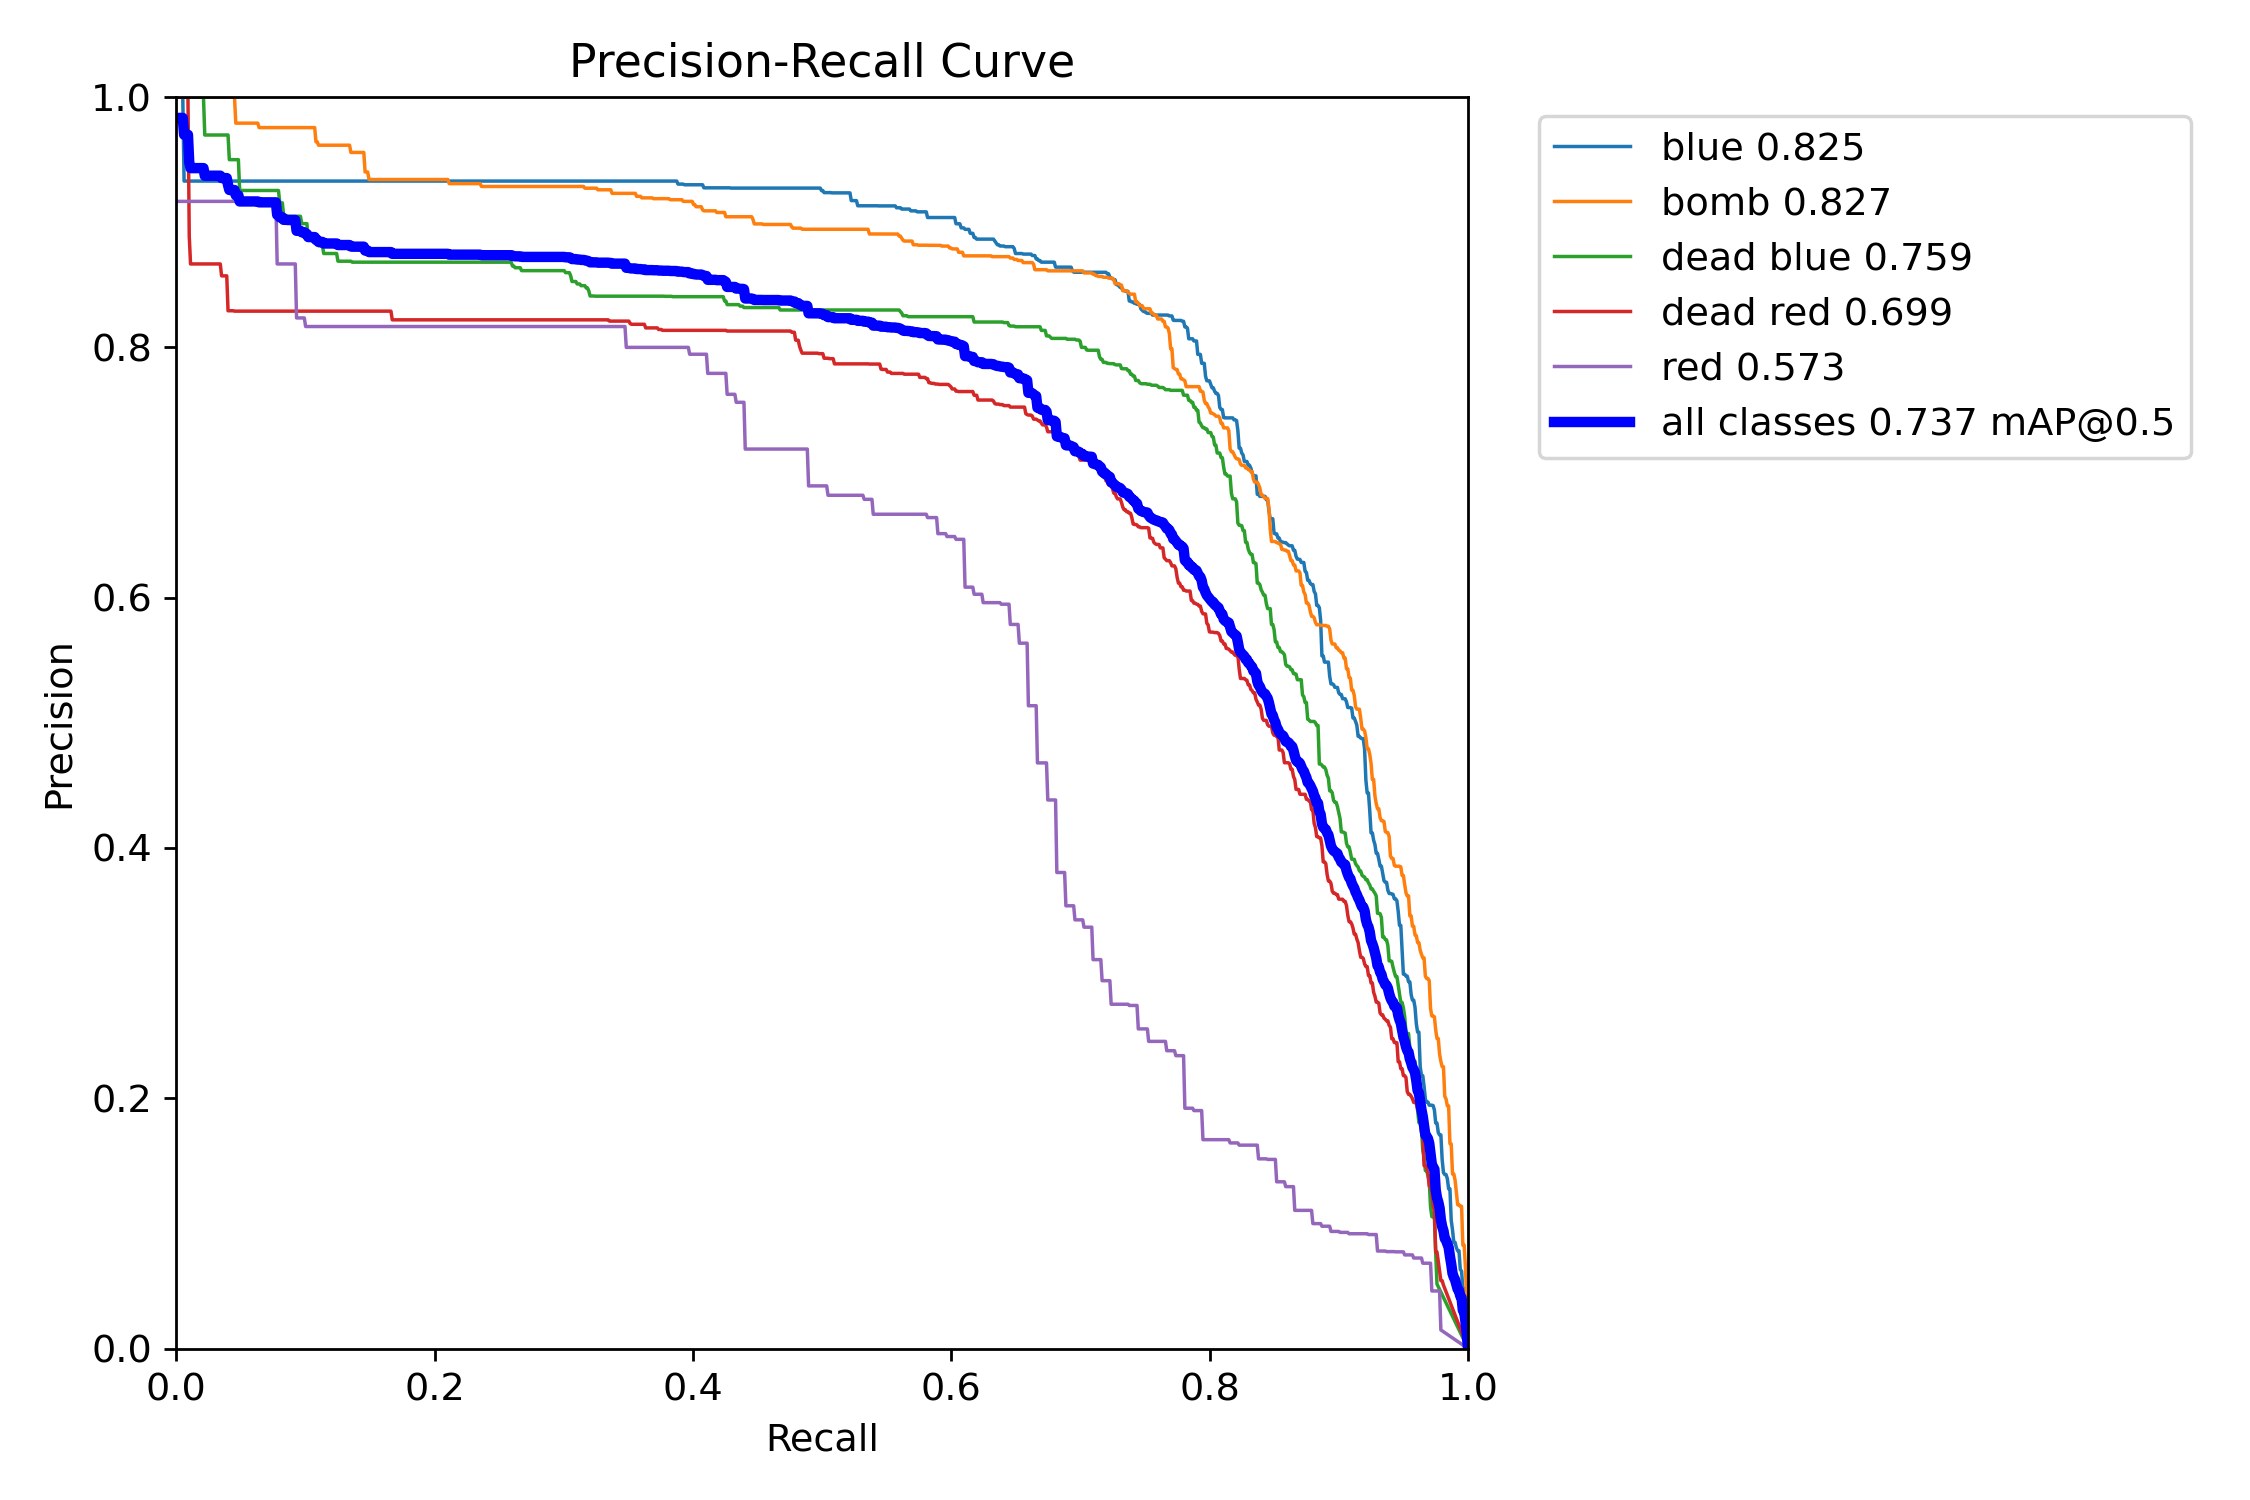 Precision-Recall Curve
1.0
0.8
0.6
0.4
0.2
0.0
Precision
0.0 0.2 0.4 0.6 0.8 1.0
Recall
blue 0.825
bomb 0.827
dead blue 0.759
dead red 0.699
red 0.573
all classes 0.737 mAP@0.5